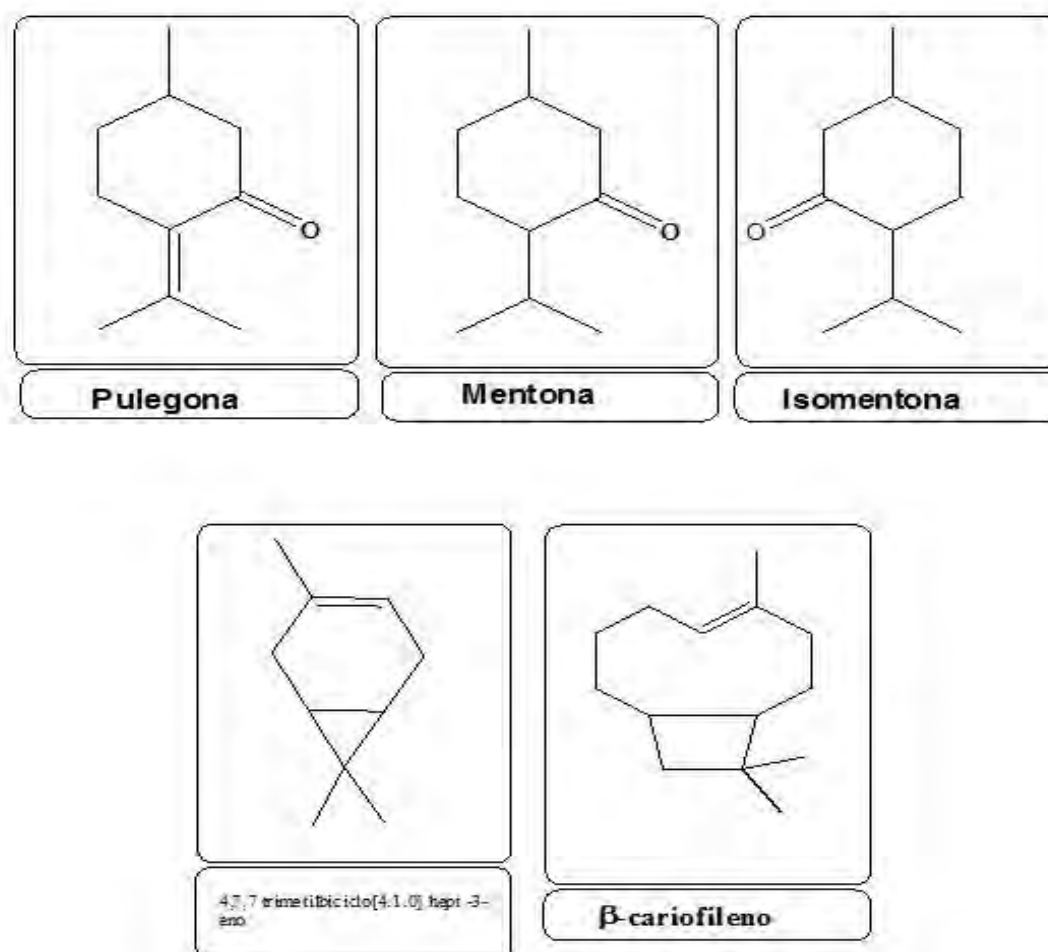 O
O
O
Pulegona
Mentona
Isomentona
4,7,7 trimetilbiciclo[4.1.0] hept -3-
eno
β-cariofileno